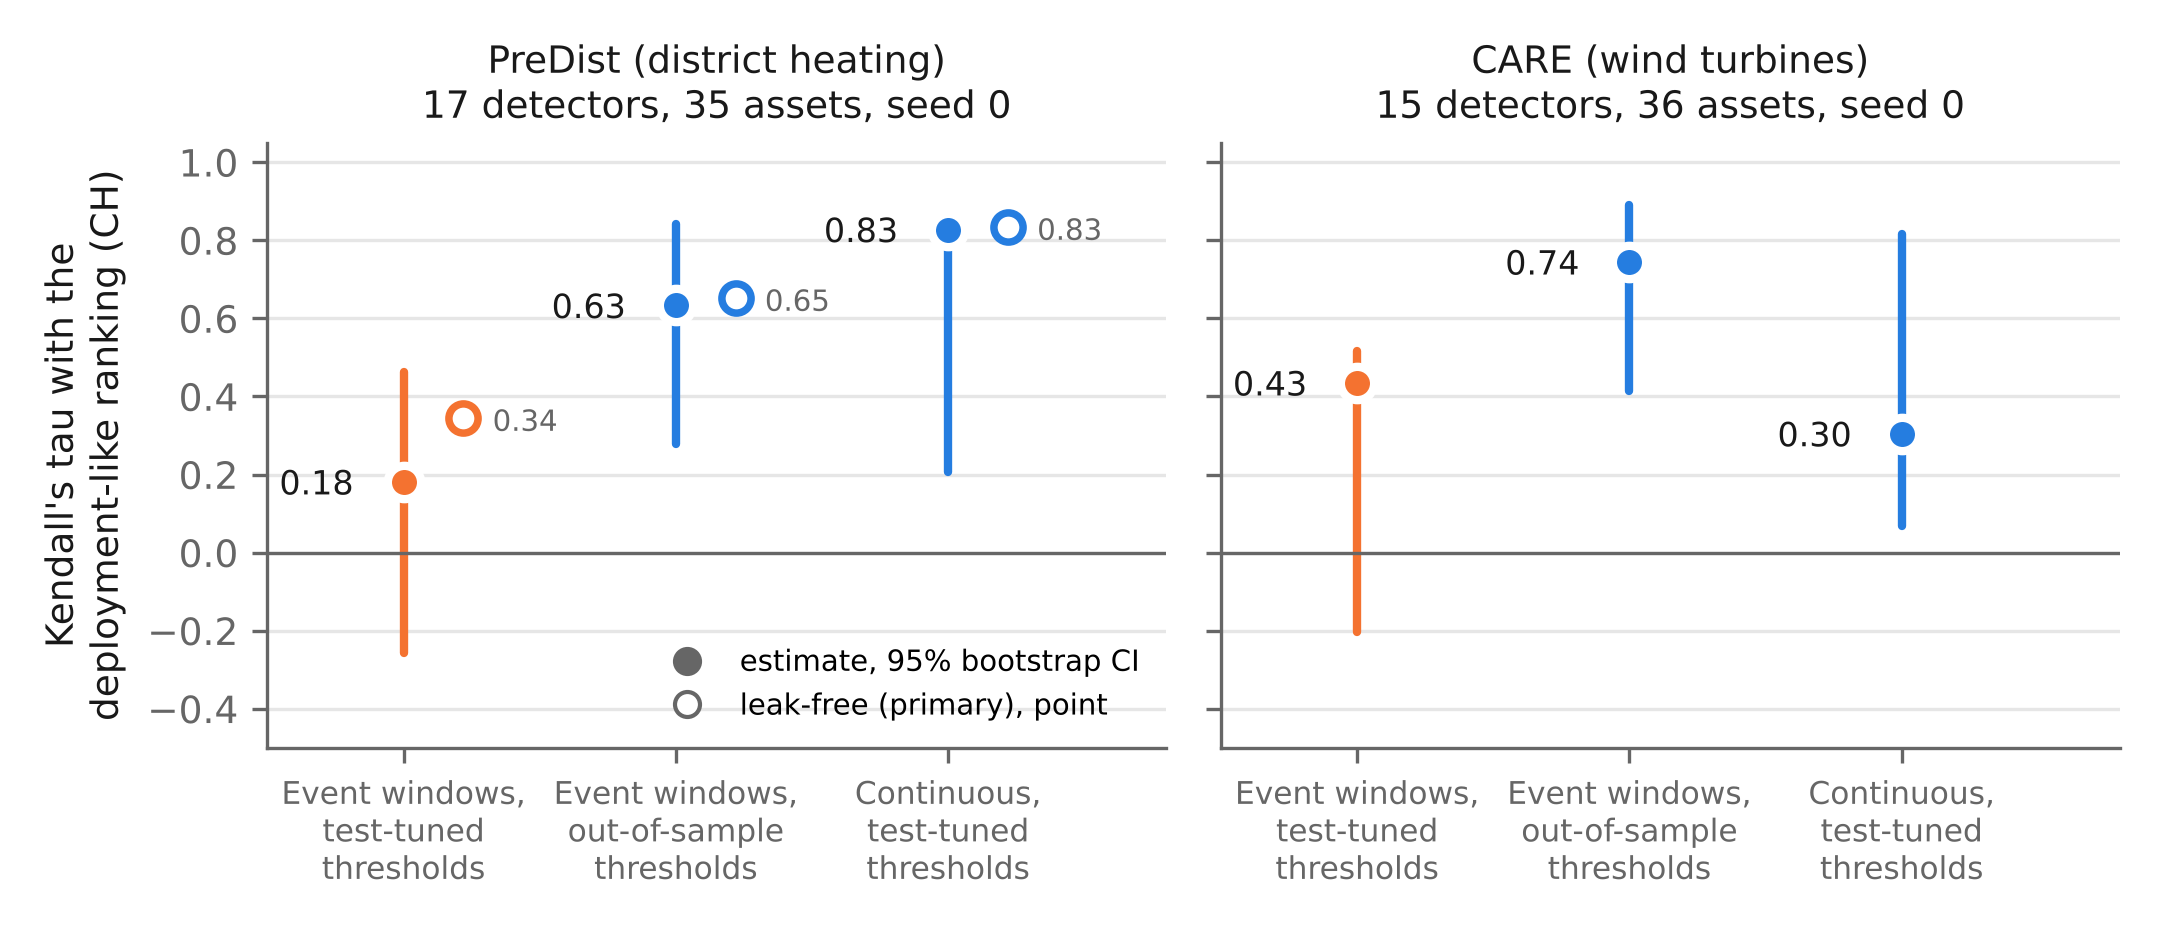 PreDist (district heating)
17 detectors, 35 assets, seed 0
CARE (wind turbines)
15 detectors, 36 assets, seed 0
Kendall's tau with the
deployment-like ranking (CH)
1.0
0.8
0.6
0.4
0.2
0.0
−0.2
−0.4
0.18
0.34
0.63
0.65
0.83
0.83
estimate, 95% bootstrap CI
leak-free (primary), point
0.43
0.74
0.30
Event windows,
test-tuned
thresholds
Event windows,
out-of-sample
thresholds
Continuous,
test-tuned
thresholds
Event windows,
test-tuned
thresholds
Event windows,
out-of-sample
thresholds
Continuous,
test-tuned
thresholds